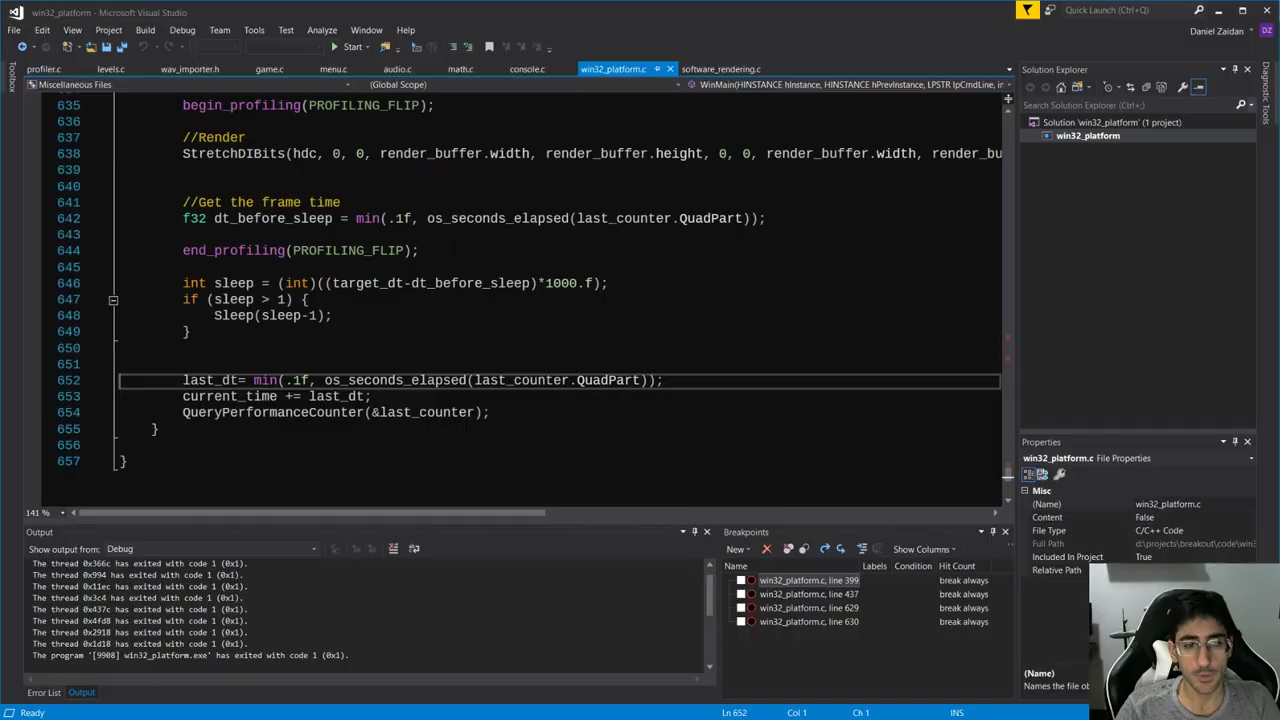 win32_platform - Microsoft Visual Studio
Quick Launch (Ctrl+Q)
File Edit View Project Build Debug Team Tools Test Analyze Window Help
Daniel Zaidan
DZ
Start
Toolbox
profiler.c levels.c wav_importer.h game.c menu.c audio.c math.c console.c win32_platform.c software_rendering.c
Miscellaneous Files
(Global Scope)
WinMain(HINSTANCE hInstance, HINSTANCE hPrevInstance, LPSTR lpCmdLine, in
635 begin_profiling(PROFILING_FLIP);
636
637 //Render
638 StretchDIBits(hdc, 0, 0, render_buffer.width, render_buffer.height, 0, 0, render_buffer.width, render_bu
639
640
641 //Get the frame time
642 f32 dt_before_sleep = min(.1f, os_seconds_elapsed(last_counter.QuadPart));
643
644 end_profiling(PROFILING_FLIP);
645
646 int sleep = (int)((target_dt-dt_before_sleep)*1000.f);
647 if (sleep > 1) {
648 Sleep(sleep-1);
649 }
650
651
652 last_dt= min(.1f, os_seconds_elapsed(last_counter.QuadPart));
653 current_time += last_dt;
654 QueryPerformanceCounter(&last_counter);
655 }
656
657 }
141 %
Solution Explorer
Search Solution Explorer (Ctrl+;)
Solution 'win32_platform' (1 project)
win32_platform
Diagnostic Tools
Properties
win32_platform.c File Properties
Misc
(Name) win32_platform.c
Content False
File Type C/C++ Code
Full Path d:\projects\breakout\code\win3
Included In Project True
Relative Path
(Name)
Names the file ob
Output
Show output from: Debug
The thread 0x366c has exited with code 1 (0x1).
The thread 0x994 has exited with code 1 (0x1).
The thread 0x11ec has exited with code 1 (0x1).
The thread 0x3c4 has exited with code 1 (0x1).
The thread 0x437c has exited with code 1 (0x1).
The thread 0x4fd8 has exited with code 1 (0x1).
The thread 0x2918 has exited with code 1 (0x1).
The thread 0x1d18 has exited with code 1 (0x1).
The program '[9908] win32_platform.exe' has exited with code 1 (0x1).
Error List Output
Breakpoints
New Show Columns
Name Labels Condition Hit Count
win32_platform.c, line 399 break always
win32_platform.c, line 437 break always
win32_platform.c, line 629 break always
win32_platform.c, line 630 break always
Ready
Ln 652 Col 1 Ch 1 INS